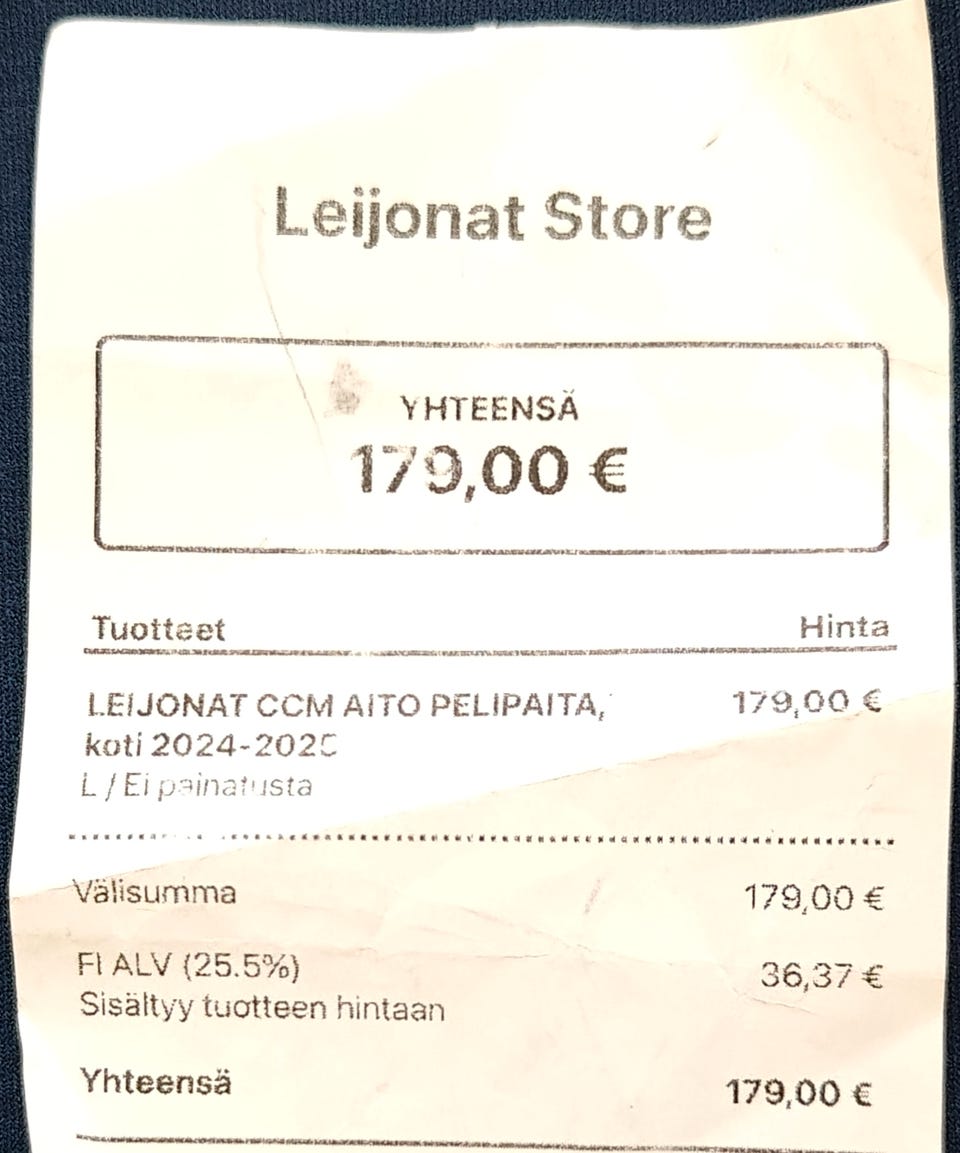 Leijonat Store
YHTEENSÄ
179,00 €
Tuotteet Hinta
LEIJONAT CCM AITO PELIPAITA, 179,00 €
koti 2024-2025
L / Ei painatusta
Välisumma 179,00 €
FI ALV (25.5%) 36,37 €
Sisältyy tuotteen hintaan
Yhteensä 179,00 €